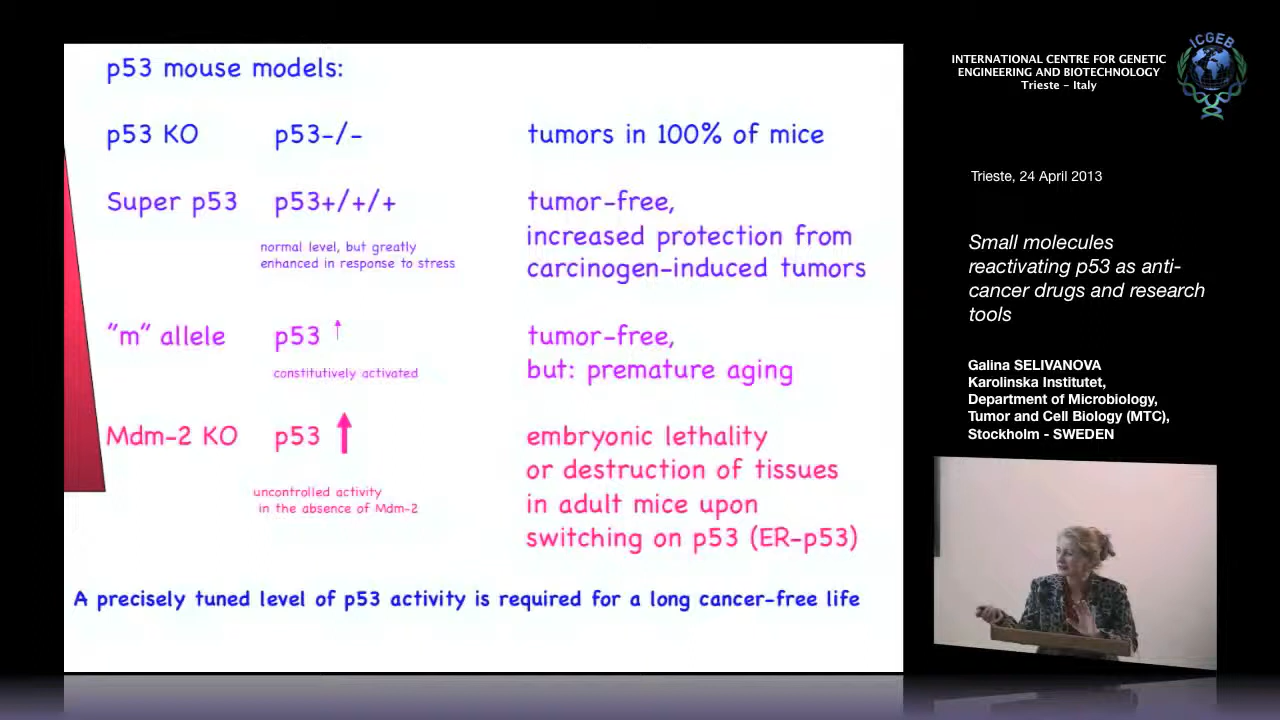 p53 mouse models:
p53 KO p53-/- tumors in 100% of mice
Super p53 p53+/+/+ tumor-free,
increased protection from
normal level, but greatly
enhanced in response to stress
carcinogen-induced tumors
"m" allele p53 ↑ tumor-free,
constitutively activated but: premature aging
Mdm-2 KO p53 ↑ embryonic lethality
or destruction of tissues
uncontrolled activity
in the absence of Mdm-2
in adult mice upon
switching on p53 (ER-p53)
A precisely tuned level of p53 activity is required for a long cancer-free life
INTERNATIONAL CENTRE FOR GENETIC
ENGINEERING AND BIOTECHNOLOGY
Trieste - Italy
ICGEB
Trieste, 24 April 2013
Small molecules
reactivating p53 as anti-
cancer drugs and research
tools
Galina SELIVANOVA
Karolinska Institutet,
Department of Microbiology,
Tumor and Cell Biology (MTC),
Stockholm - SWEDEN